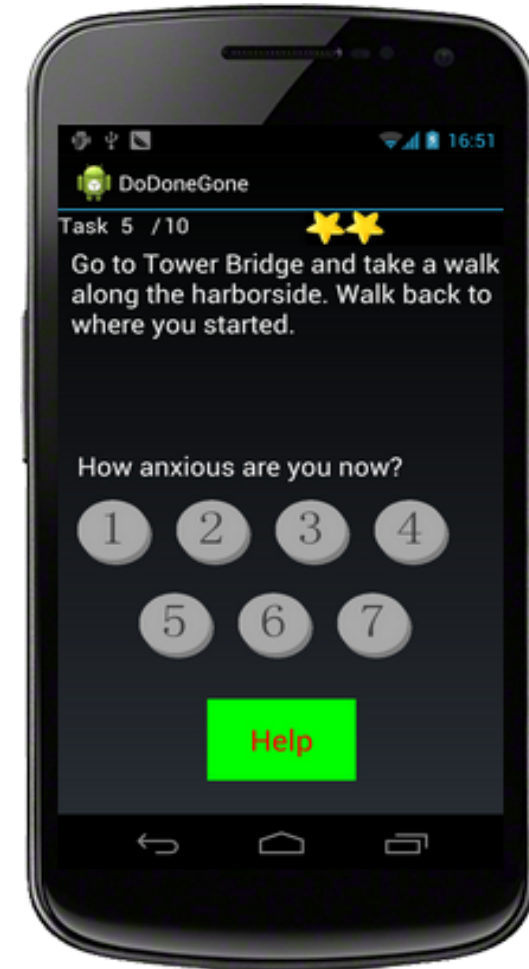 16:51
DoDoneGone
Task 5 /10
Go to Tower Bridge and take a walk
along the harborside. Walk back to
where you started.
How anxious are you now?
1 2 3 4
5 6 7
Help